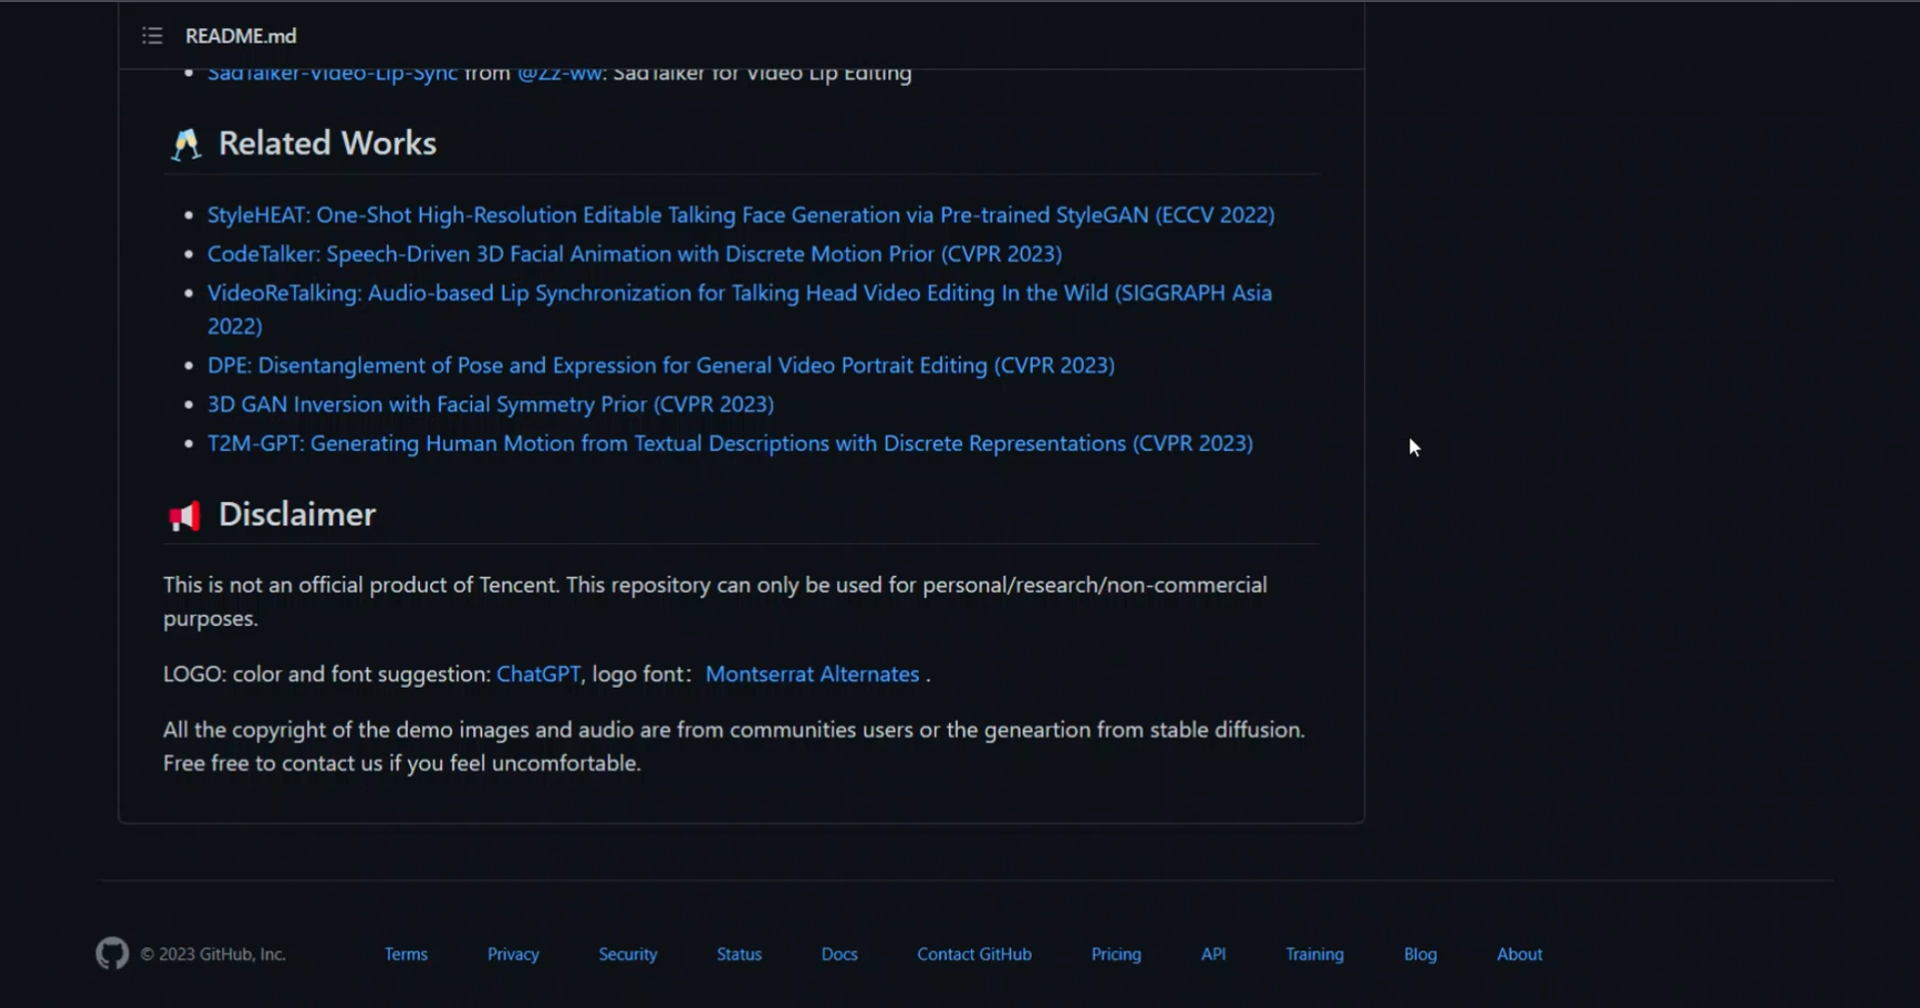 README.md
SadTalker-Video-Lip-Sync from @Zz-ww: SadTalker for Video Lip Editing
Related Works
StyleHEAT: One-Shot High-Resolution Editable Talking Face Generation via Pre-trained StyleGAN (ECCV 2022)
CodeTalker: Speech-Driven 3D Facial Animation with Discrete Motion Prior (CVPR 2023)
VideoReTalking: Audio-based Lip Synchronization for Talking Head Video Editing In the Wild (SIGGRAPH Asia
2022)
DPE: Disentanglement of Pose and Expression for General Video Portrait Editing (CVPR 2023)
3D GAN Inversion with Facial Symmetry Prior (CVPR 2023)
T2M-GPT: Generating Human Motion from Textual Descriptions with Discrete Representations (CVPR 2023)
Disclaimer
This is not an official product of Tencent. This repository can only be used for personal/research/non-commercial
purposes.
LOGO: color and font suggestion: ChatGPT, logo font： Montserrat Alternates .
All the copyright of the demo images and audio are from communities users or the geneartion from stable diffusion.
Free free to contact us if you feel uncomfortable.
© 2023 GitHub, Inc. Terms Privacy Security Status Docs Contact GitHub Pricing API Training Blog About